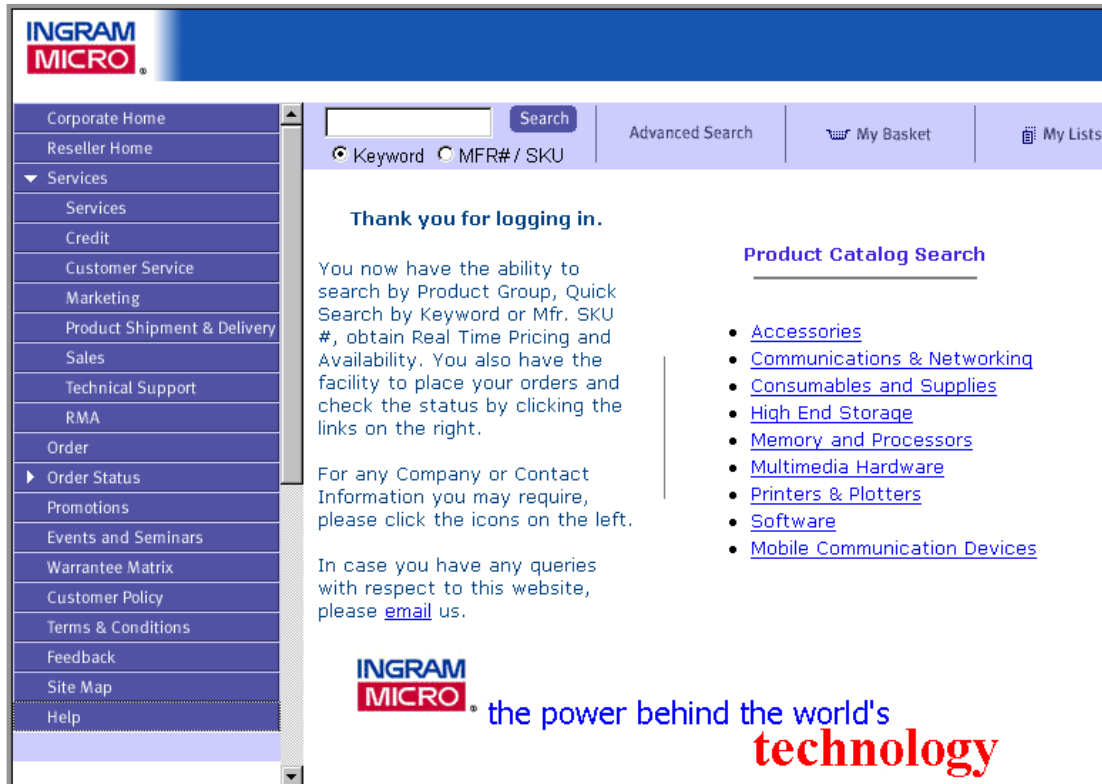 INGRAM
MICRO ®
Corporate Home
Reseller Home
Services
Services
Credit
Customer Service
Marketing
Product Shipment & Delivery
Sales
Technical Support
RMA
Order
Order Status
Promotions
Events and Seminars
Warrantee Matrix
Customer Policy
Terms & Conditions
Feedback
Site Map
Help
Search
Keyword MFR# / SKU
Advanced Search
My Basket
My Lists
Thank you for logging in.
You now have the ability to
search by Product Group, Quick
Search by Keyword or Mfr. SKU
#, obtain Real Time Pricing and
Availability. You also have the
facility to place your orders and
check the status by clicking the
links on the right.
For any Company or Contact
Information you may require,
please click the icons on the left.
In case you have any queries
with respect to this website,
please email us.
Product Catalog Search
Accessories
Communications & Networking
Consumables and Supplies
High End Storage
Memory and Processors
Multimedia Hardware
Printers & Plotters
Software
Mobile Communication Devices
INGRAM
MICRO ®
the power behind the world's
technology